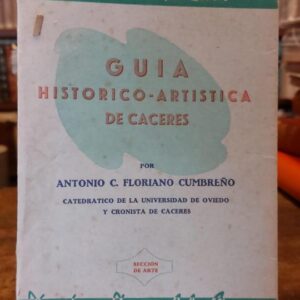 GUIA
HISTORICO-ARTISTICA
DE CACERES
POR
ANTONIO C. FLORIANO CUMBREÑO
CATEDRATICO DE LA UNIVERSIDAD DE OVIEDO
Y CRONISTA DE CACERES
SECCIÓN
DE ARTE